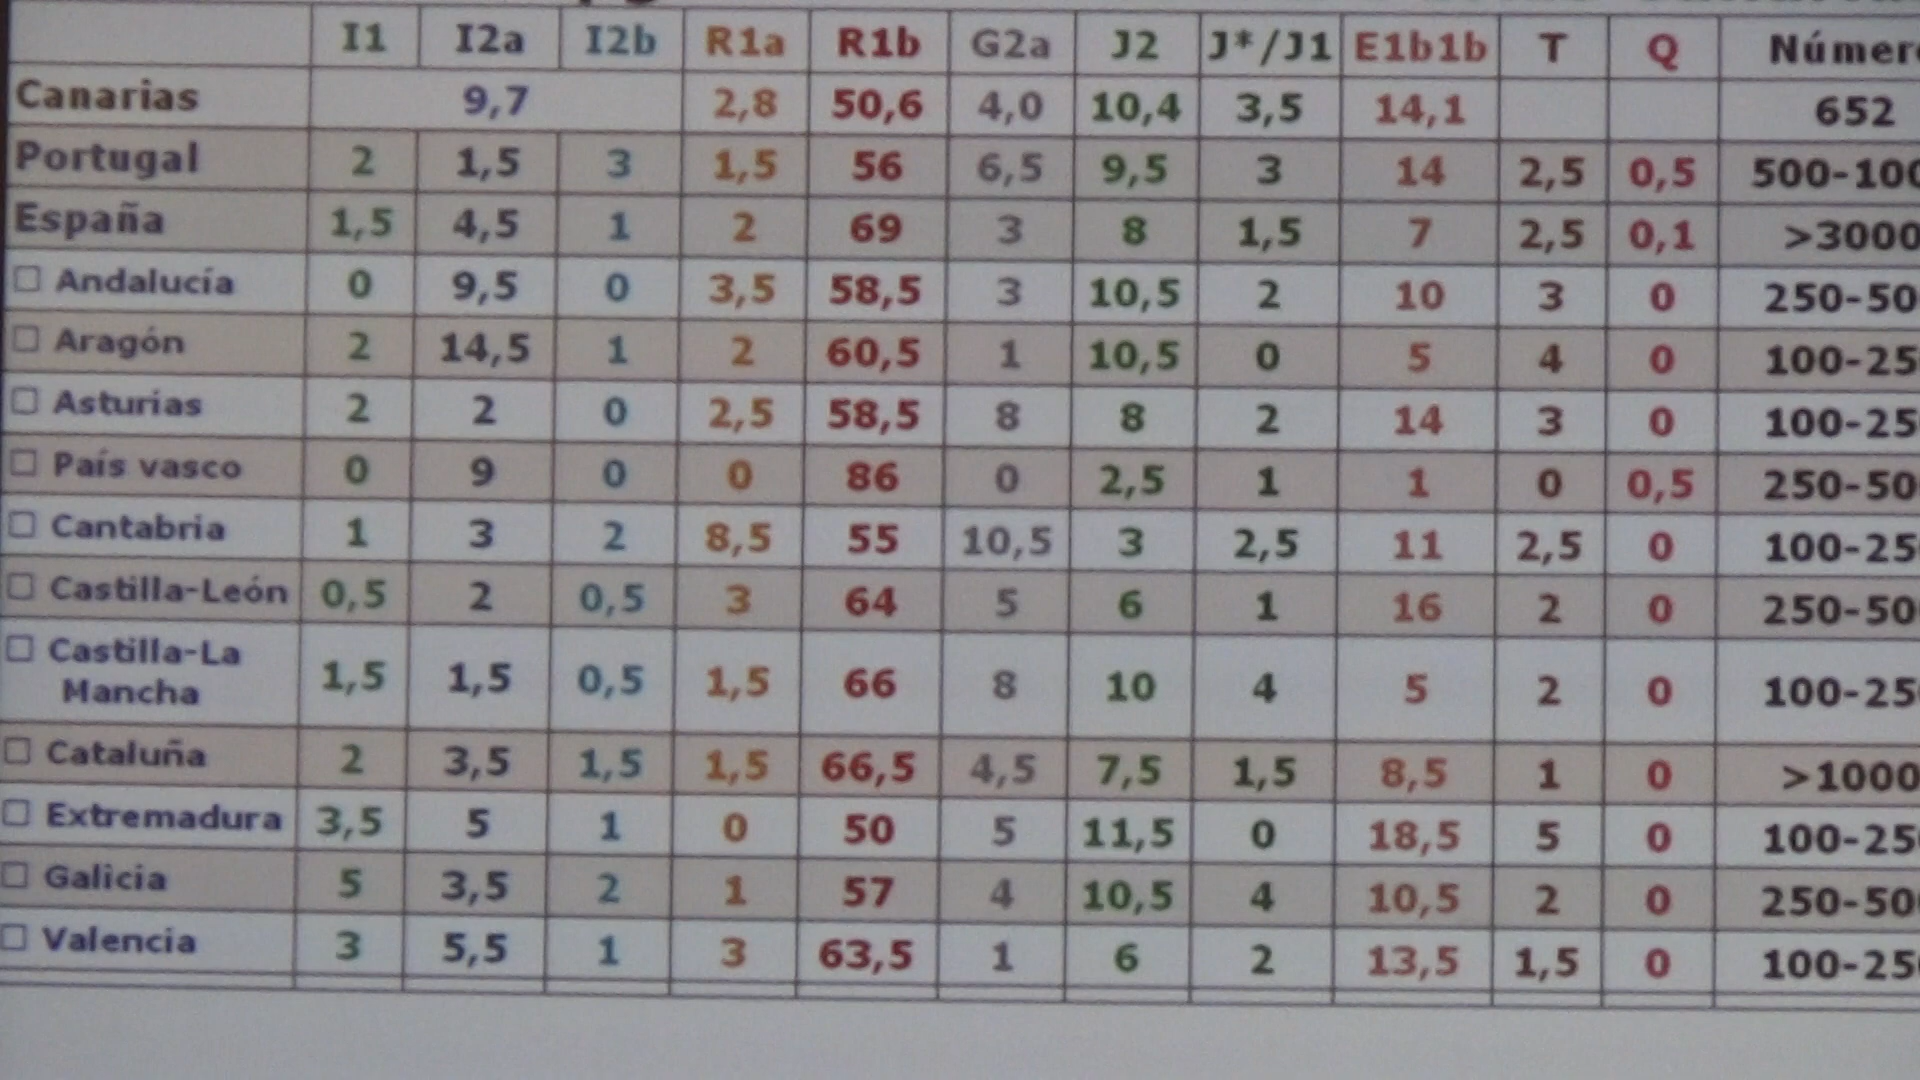 I1 I2a I2b R1a R1b G2a J2 J*/J1 E1b1b T Q
Canarias 9,7 2,8 50,6 4,0 10,4 3,5 14,1 652
Portugal 2 1,5 3 1,5 56 6,5 9,5 3 14 2,5 0,5 500-100
España 1,5 4,5 1 2 69 3 8 1,5 7 2,5 0,1 >3000
Andalucía 0 9,5 0 3,5 58,5 3 10,5 2 10 3 0 250-50
Aragón 2 14,5 1 2 60,5 1 10,5 0 5 4 0 100-25
Asturias 2 2 0 2,5 58,5 8 8 2 14 3 0 100-25
País vasco 0 9 0 0 86 0 2,5 1 1 0 0,5 250-50
Cantabria 1 3 2 8,5 55 10,5 3 2,5 11 2,5 0 100-25
Castilla-León 0,5 2 0,5 3 64 5 6 1 16 2 0 250-50
Castilla-La
Mancha 1,5 1,5 0,5 1,5 66 8 10 4 5 2 0 100-25
Cataluña 2 3,5 1,5 1,5 66,5 4,5 7,5 1,5 8,5 1 0 >1000
Extremadura 3,5 5 1 0 50 5 11,5 0 18,5 5 0 100-25
Galicia 5 3,5 2 1 57 4 10,5 4 10,5 2 0 250-50
Valencia 3 5,5 1 3 63,5 1 6 2 13,5 1,5 0 100-25